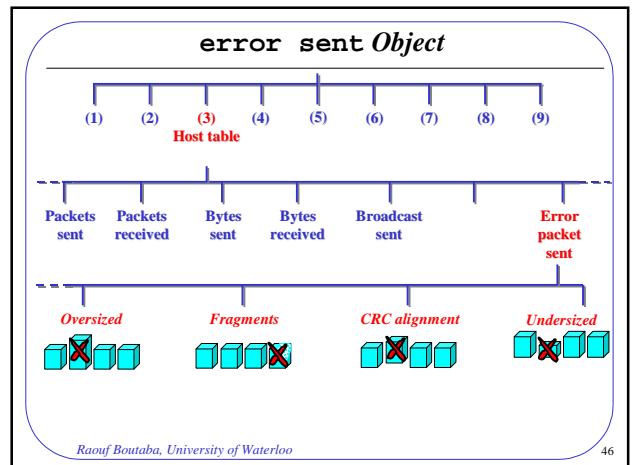 error sent Object
(1) (2) (3) (4) (5) (6) (7) (8) (9)
Host table
Packets Packets Bytes Bytes Broadcast Error
sent received sent received sent packet
sent
Oversized Fragments CRC alignment Undersized
Raouf Boutaba, University of Waterloo 46